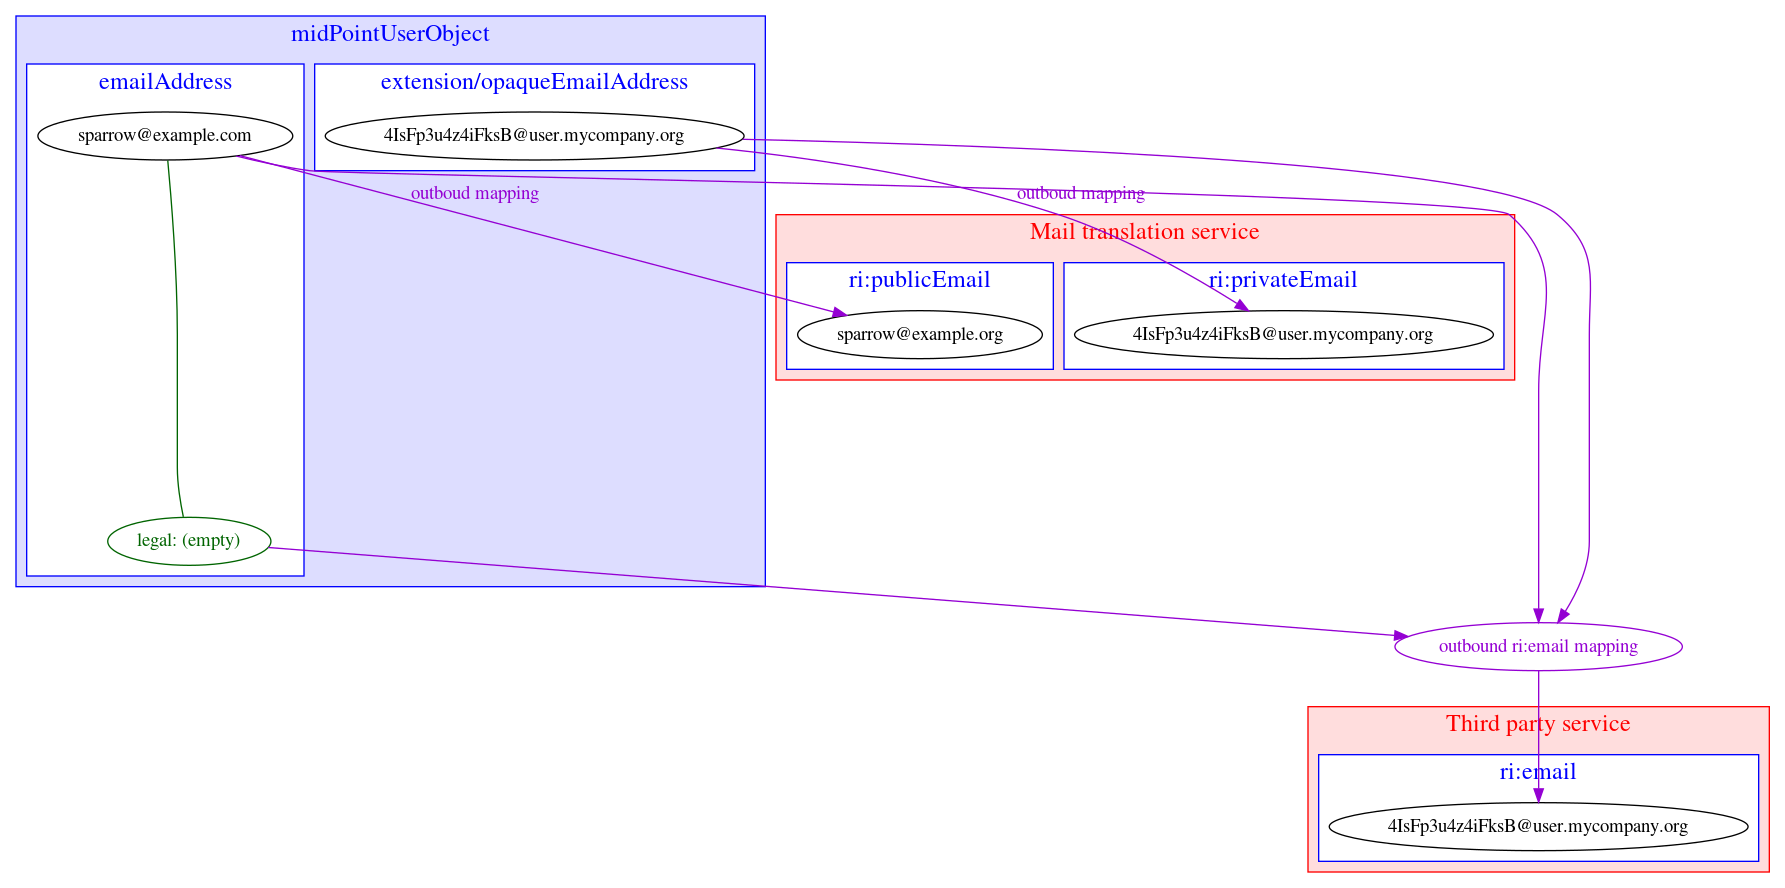 midPointUserObject
emailAddress
extension/opaqueEmailAddress
sparrow@example.com
4IsFp3u4z4iFksB@user.mycompany.org
outboud mapping
outboud mapping
Mail translation service
ri:publicEmail
ri:privateEmail
sparrow@example.org
4IsFp3u4z4iFksB@user.mycompany.org
legal: (empty)
outbound ri:email mapping
Third party service
ri:email
4IsFp3u4z4iFksB@user.mycompany.org